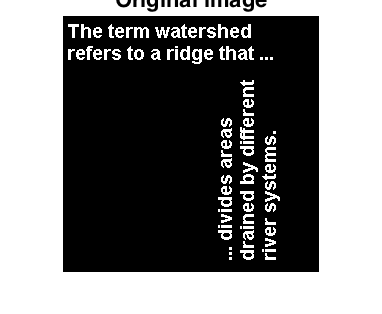 Original Image
The term watershed
refers to a ridge that ...
... divides areas
drained by different
river systems.